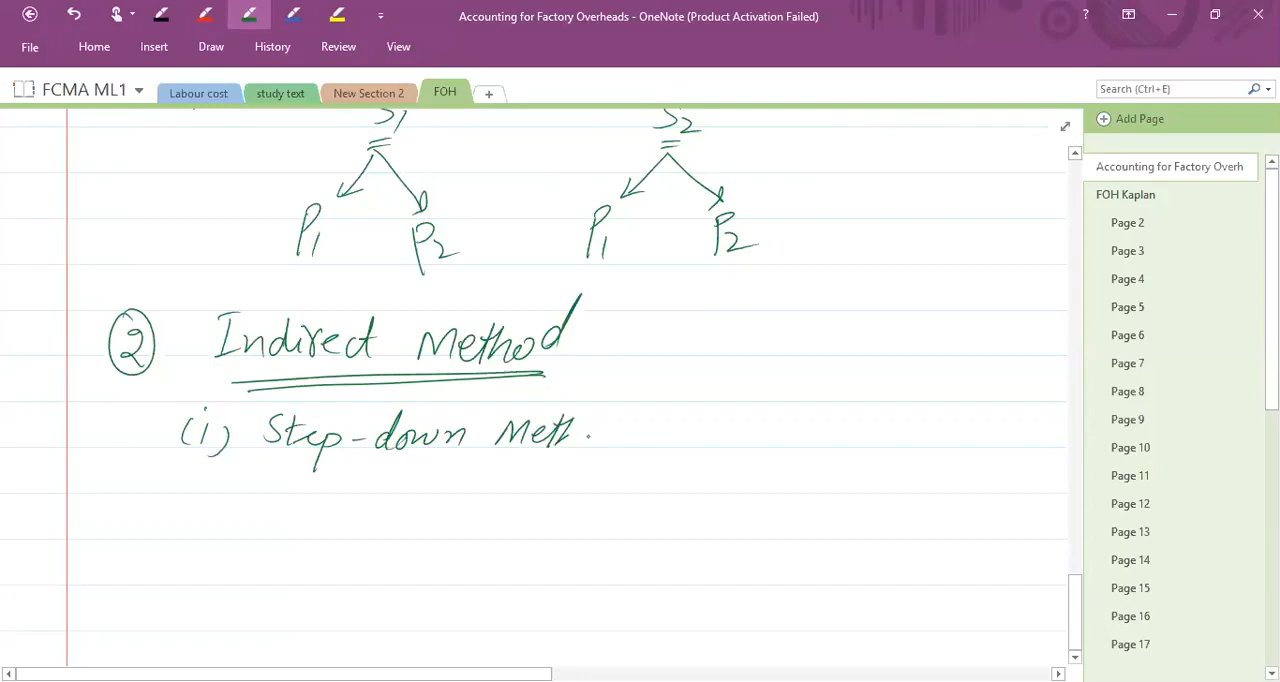 Accounting for Factory Overheads - OneNote (Product Activation Failed)
?
File Home Insert Draw History Review View
FCMA ML1 Labour cost study text New Section 2 FOH +
Search (Ctrl+E)
Add Page
Accounting for Factory Overh
FOH Kaplan
Page 2
Page 3
Page 4
Page 5
Page 6
Page 7
Page 8
Page 9
Page 10
Page 11
Page 12
Page 13
Page 14
Page 15
Page 16
Page 17
S1 S2
P1 P2 P1 P2
2 Indirect Method
(i) Step-down Meth